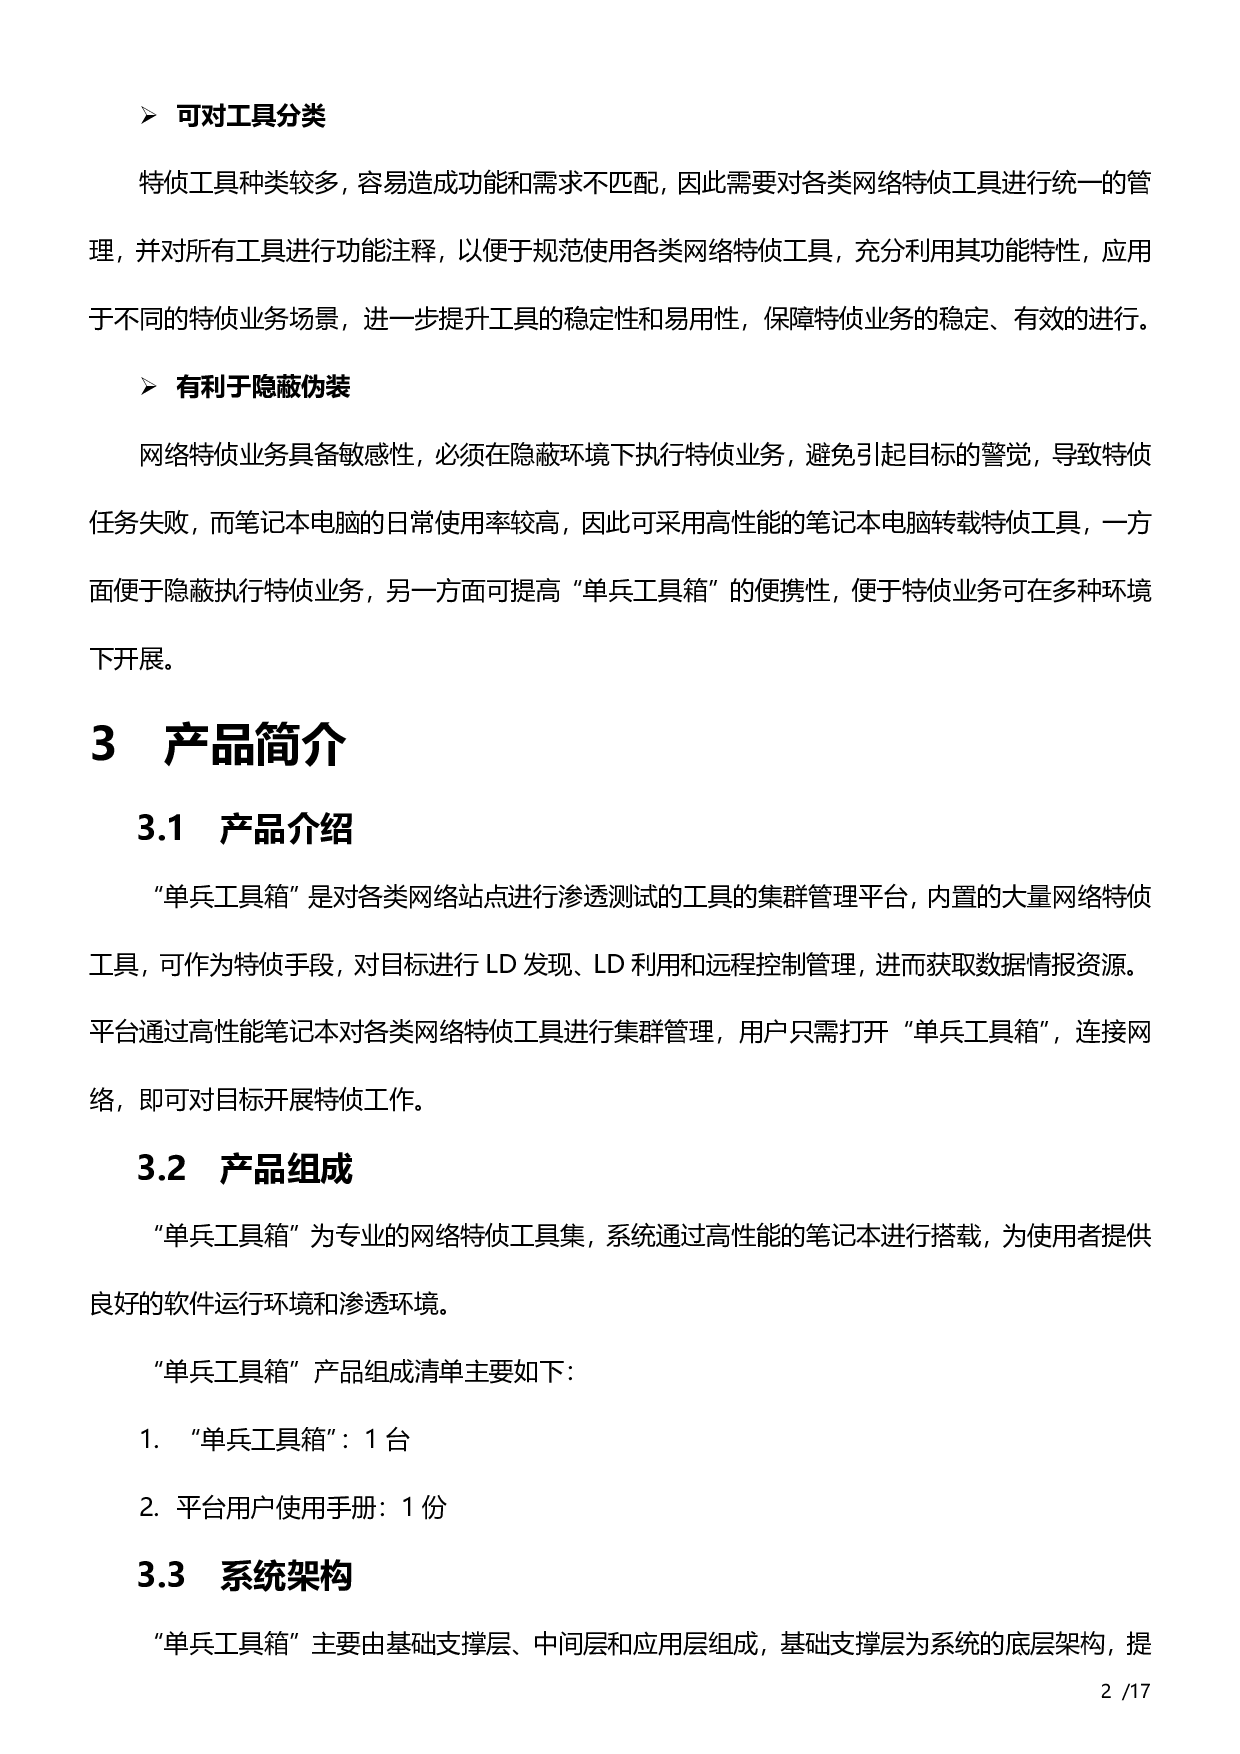 ➢ 可对工具分类
特侦工具种类较多，容易造成功能和需求不匹配，因此需要对各类网络特侦工具进行统一的管
理，并对所有工具进行功能注释，以便于规范使用各类网络特侦工具，充分利用其功能特性，应用
于不同的特侦业务场景，进一步提升工具的稳定性和易用性，保障特侦业务的稳定、有效的进行。
➢ 有利于隐蔽伪装
网络特侦业务具备敏感性，必须在隐蔽环境下执行特侦业务，避免引起目标的警觉，导致特侦
任务失败，而笔记本电脑的日常使用率较高，因此可采用高性能的笔记本电脑转载特侦工具，一方
面便于隐蔽执行特侦业务，另一方面可提高“单兵工具箱”的便携性，便于特侦业务可在多种环境
下开展。
3 产品简介
3.1 产品介绍
“单兵工具箱”是对各类网络站点进行渗透测试的工具的集群管理平台，内置的大量网络特侦
工具，可作为特侦手段，对目标进行 LD 发现、LD 利用和远程控制管理，进而获取数据情报资源。
平台通过高性能笔记本对各类网络特侦工具进行集群管理，用户只需打开“单兵工具箱”，连接网
络，即可对目标开展特侦工作。
3.2 产品组成
“单兵工具箱”为专业的网络特侦工具集，系统通过高性能的笔记本进行搭载，为使用者提供
良好的软件运行环境和渗透环境。
“单兵工具箱”产品组成清单主要如下：
1. “单兵工具箱”：1 台
2. 平台用户使用手册：1 份
3.3 系统架构
“单兵工具箱”主要由基础支撑层、中间层和应用层组成，基础支撑层为系统的底层架构，提
2 /17